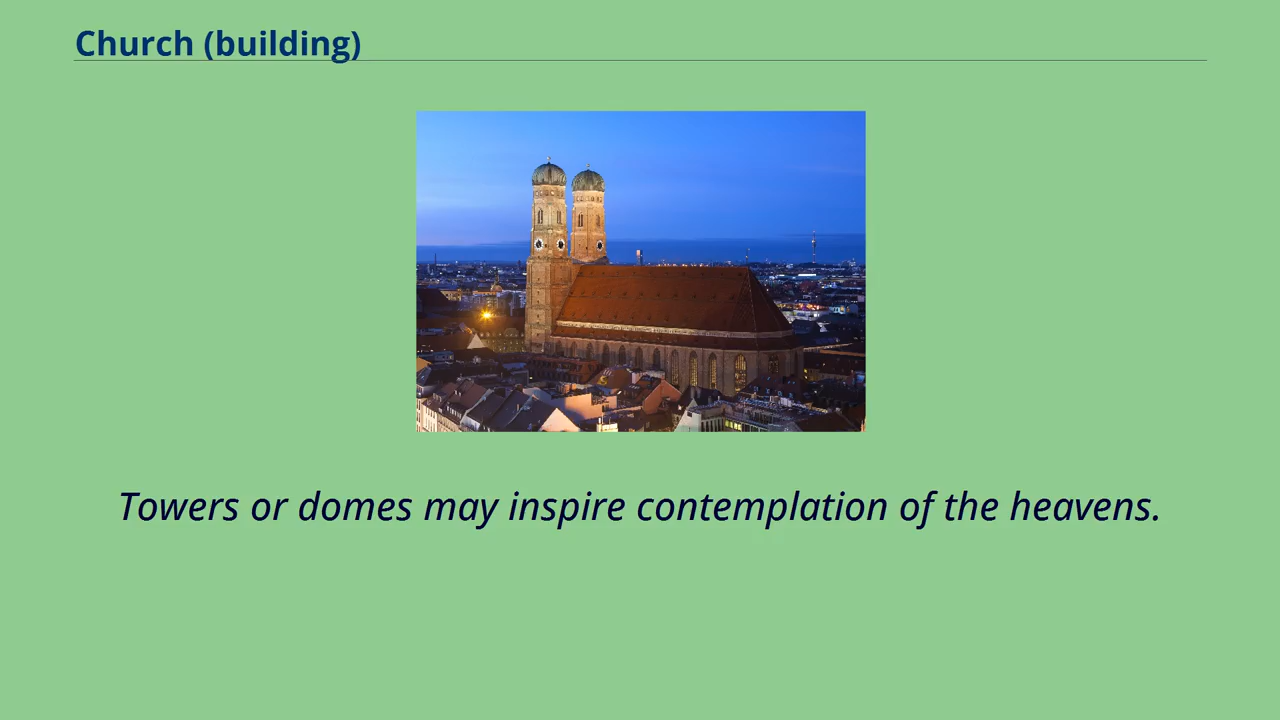 Church (building)
Towers or domes may inspire contemplation of the heavens.